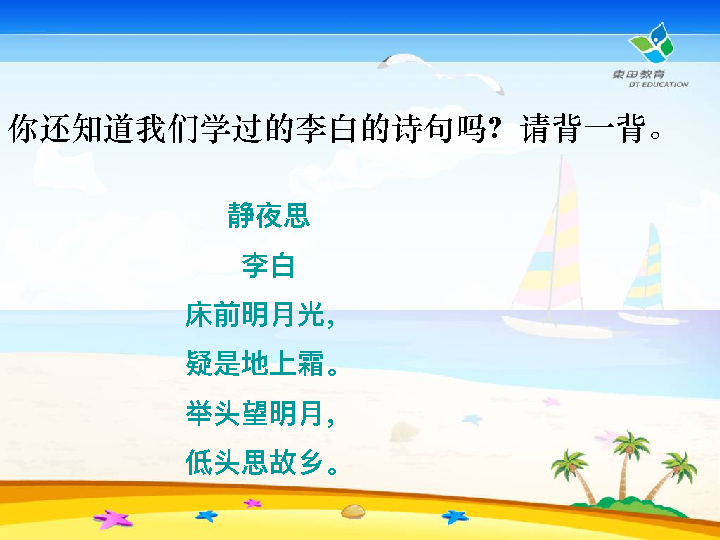 東田教育
DT EDUCATION
你还知道我们学过的李白的诗句吗？请背一背。
静夜思
李白
床前明月光，
疑是地上霜。
举头望明月，
低头思故乡。